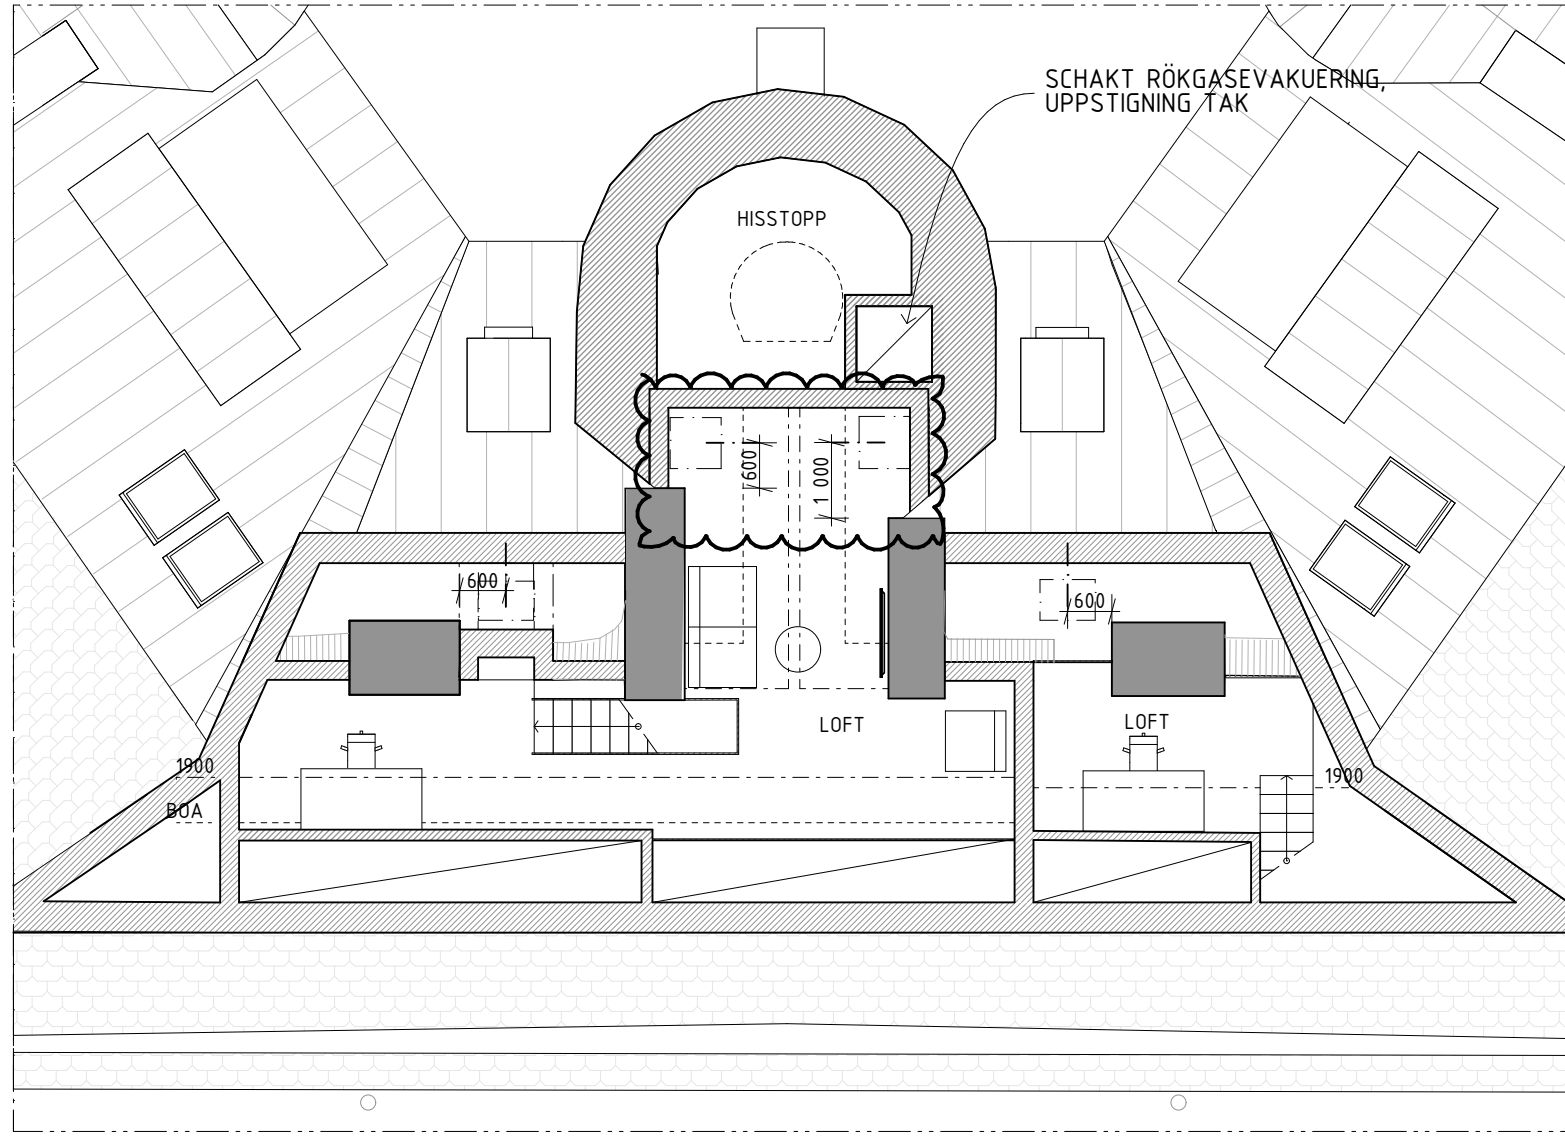 SCHAKT RÖKGASEVAKUERING,
UPPSTIGNING TAK
HISSTOPP
600
1 000
600
600
LOFT
LOFT
1900
1900
BOA